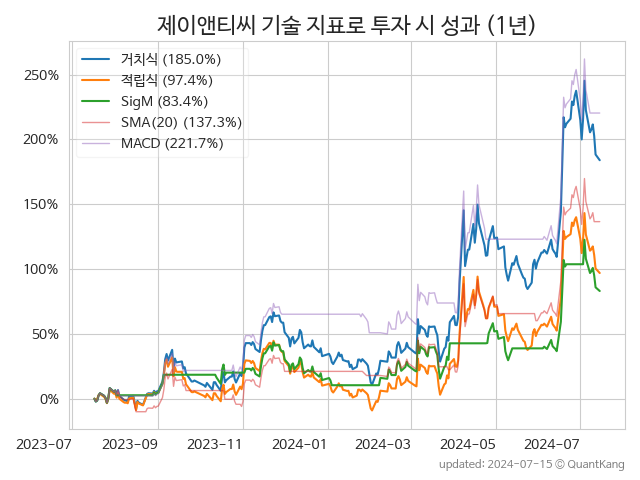 제이앤티씨 기술 지표로 투자 시 성과 (1년)
거치식 (185.0%)
적립식 (97.4%)
SigM (83.4%)
SMA(20) (137.3%)
MACD (221.7%)
250%
200%
150%
100%
50%
0%
2023-07 2023-09 2023-11 2024-01 2024-03 2024-05 2024-07
updated: 2024-07-15 © QuantKang